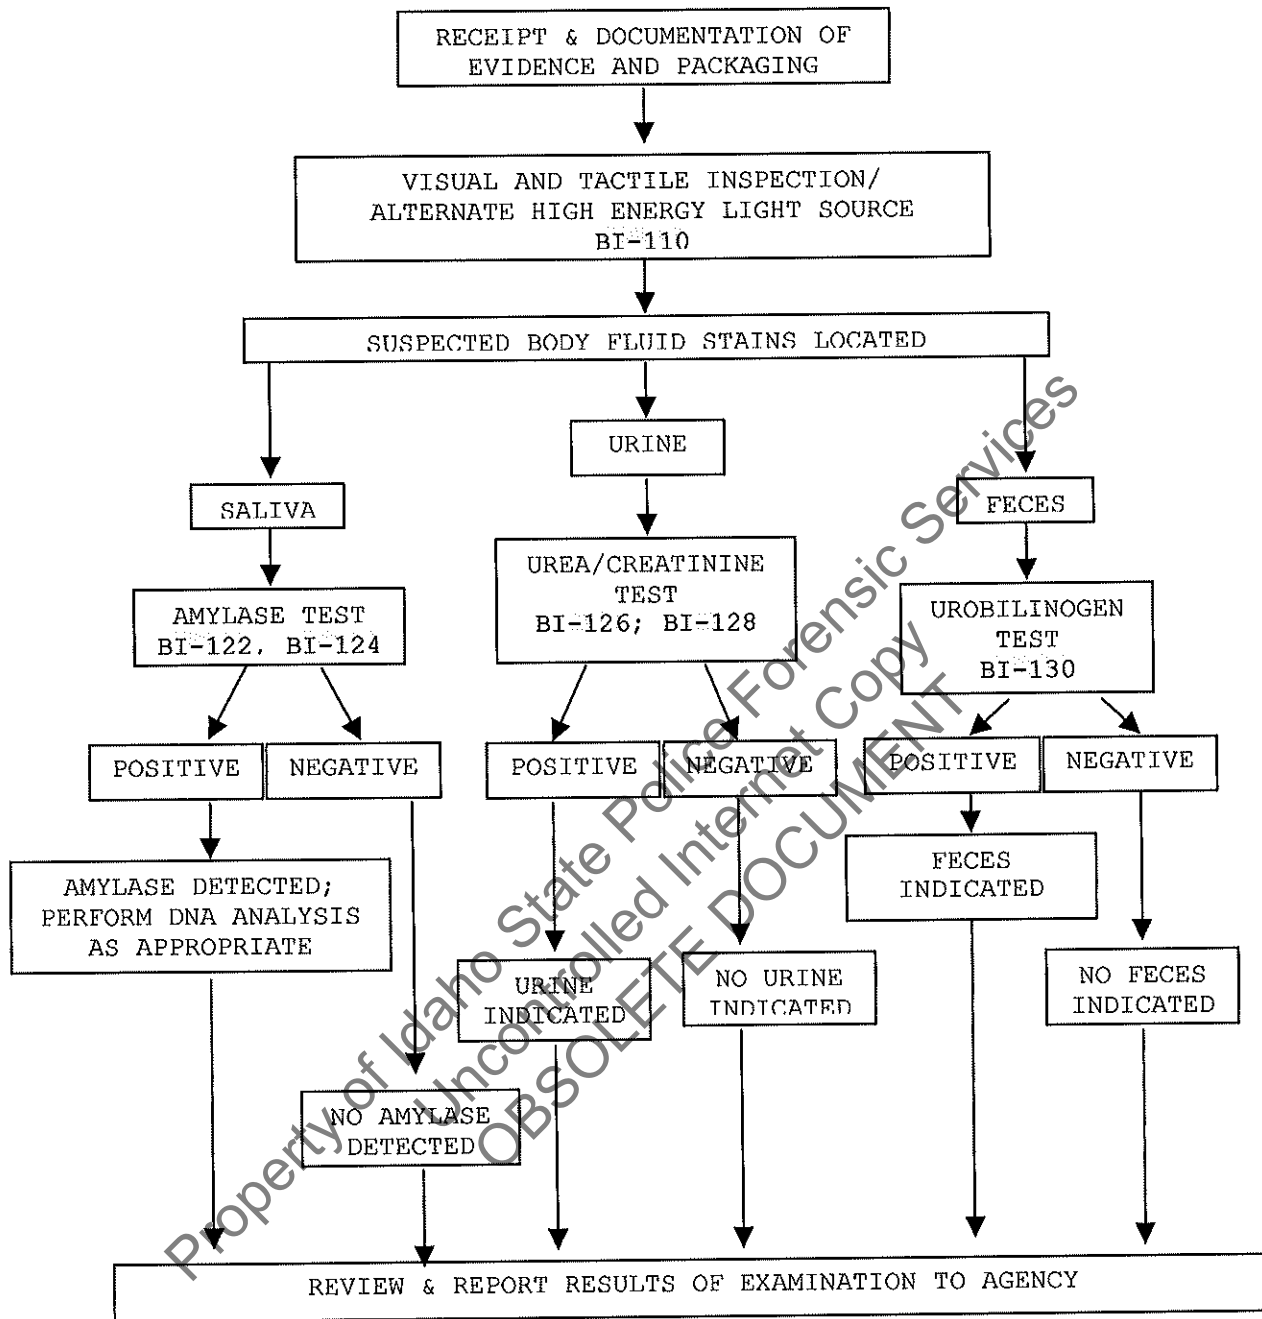 RECEIPT & DOCUMENTATION OF
EVIDENCE AND PACKAGING
VISUAL AND TACTILE INSPECTION/
ALTERNATE HIGH ENERGY LIGHT SOURCE
BI-110
SUSPECTED BODY FLUID STAINS LOCATED
SALIVA
URINE
FECES
AMYLASE TEST
BI-122, BI-124
UREA/CREATININE
TEST
BI-126; BI-128
UROBILINOGEN
TEST
BI-130
POSITIVE
NEGATIVE
POSITIVE
NEGATIVE
POSITIVE
NEGATIVE
AMYLASE DETECTED;
PERFORM DNA ANALYSIS
AS APPROPRIATE
NO AMYLASE
DETECTED
URINE
INDICATED
NO URINE
INDICATED
FECES
INDICATED
NO FECES
INDICATED
REVIEW & REPORT RESULTS OF EXAMINATION TO AGENCY
Property of Idaho State Police Forensic Services
Uncontrolled Internet Copy
OBSOLETE DOCUMENT